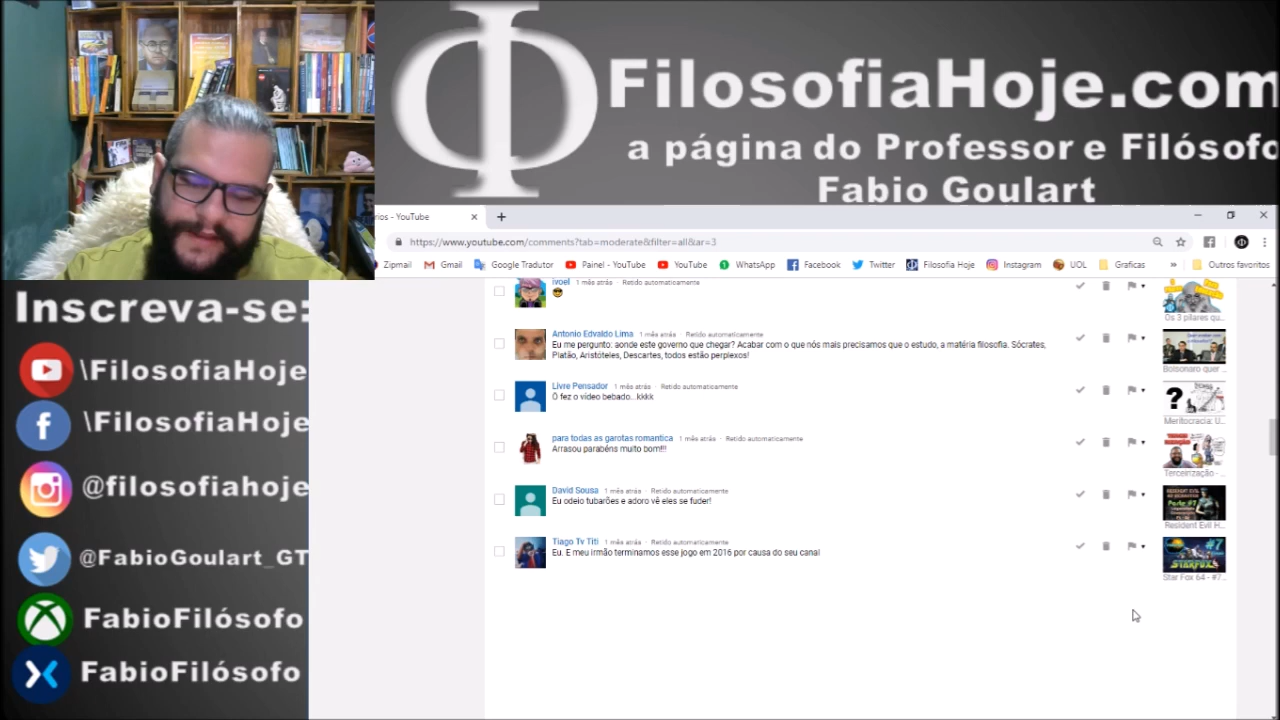 FilosofiaHoje.com
a página do Professor e Filósofo
Fabio Goulart
rios - YouTube
https://www.youtube.com/comments?tab=moderate&filter=all&ar=3
Zipmail
Gmail
Google Tradutor
Painel - YouTube
YouTube
WhatsApp
Facebook
Twitter
Filosofia Hoje
Instagram
UOL
Graficas
»
Outros favoritos
Inscreva-se:
\FilosofiaHoje
\FilosofiaHoje
@filosofiahoje
@FabioGoulart_GT
FabioFilósofo
FabioFilósofo
Ivoel 1 mês atrás · Retido automaticamente
Os 3 pilares qu...
Antonio Edvaldo Lima 1 mês atrás · Retido automaticamente
Eu me pergunto: aonde este governo que chegar? Acabar com o que nós mais precisamos que o estudo, a matéria filosofia. Sócrates,
Platão, Aristóteles, Descartes, todos estão perplexos!
Bolsonaro quer ...
Livre Pensador 1 mês atrás · Retido automaticamente
Ô fez o vídeo bebado...kkkk
?
Meritocracia: U...
para todas as garotas romantica 1 mês atrás · Retido automaticamente
Arrasou parabéns muito bom!!!
Terceirização - ...
David Sousa 1 mês atrás · Retido automaticamente
Eu odeio tubarões e adoro vê eles se fuder!
Resident Evil H...
Tiago Tv Titi 1 mês atrás · Retido automaticamente
Eu. E meu irmão terminamos esse jogo em 2016 por causa do seu canal
#7
STARFOX
Star Fox 64 - #7...